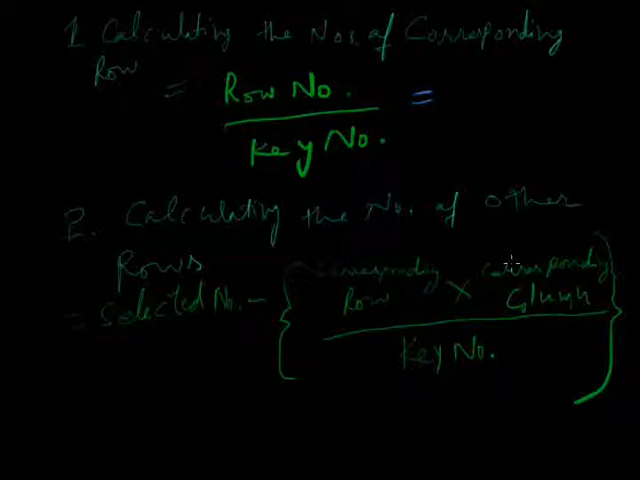 1 Calculating the Nos. of Corresponding
Row
= Row No. =
Key No.
2. Calculating the No. of other
Rows
= Selected No. - { corresponding Row X corresponding Column }
Key No.